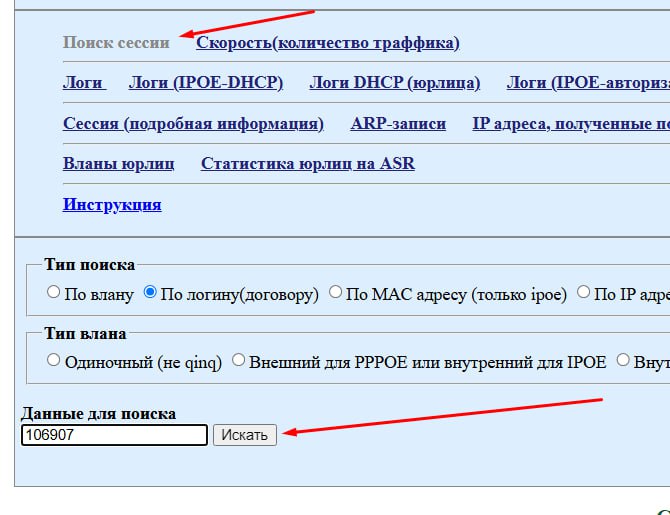 Поиск сессии Скорость(количество траффика)
Логи Логи (IPOE-DHCP) Логи DHCP (юрлица) Логи (IPOE-авториза
Сессия (подробная информация) ARP-записи IP адреса, полученные по
Вланы юрлиц Статистика юрлиц на ASR
Инструкция
Тип поиска
По влану По логину(договору) По MAC адресу (только ipoe) По IP адре
Тип влана
Одиночный (не qinq) Внешний для PPPOE или внутренний для IPOE Внут
Данные для поиска
106907 Искать